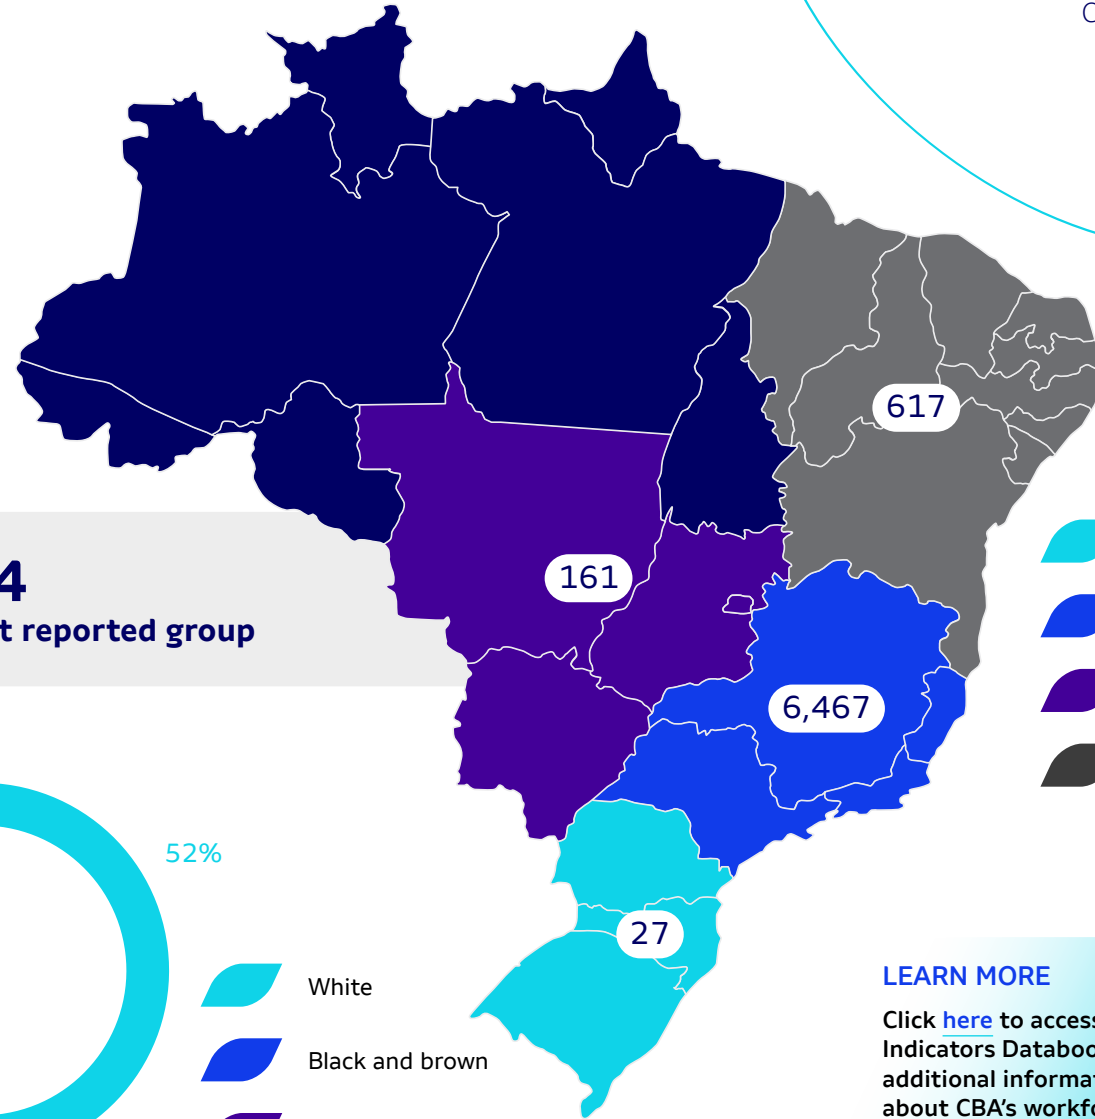 617
161
4
t reported group
6,467
52%
27
White
Black and brown
LEARN MORE
Click here to access
Indicators Databoo
additional informat
about CBA's workfo